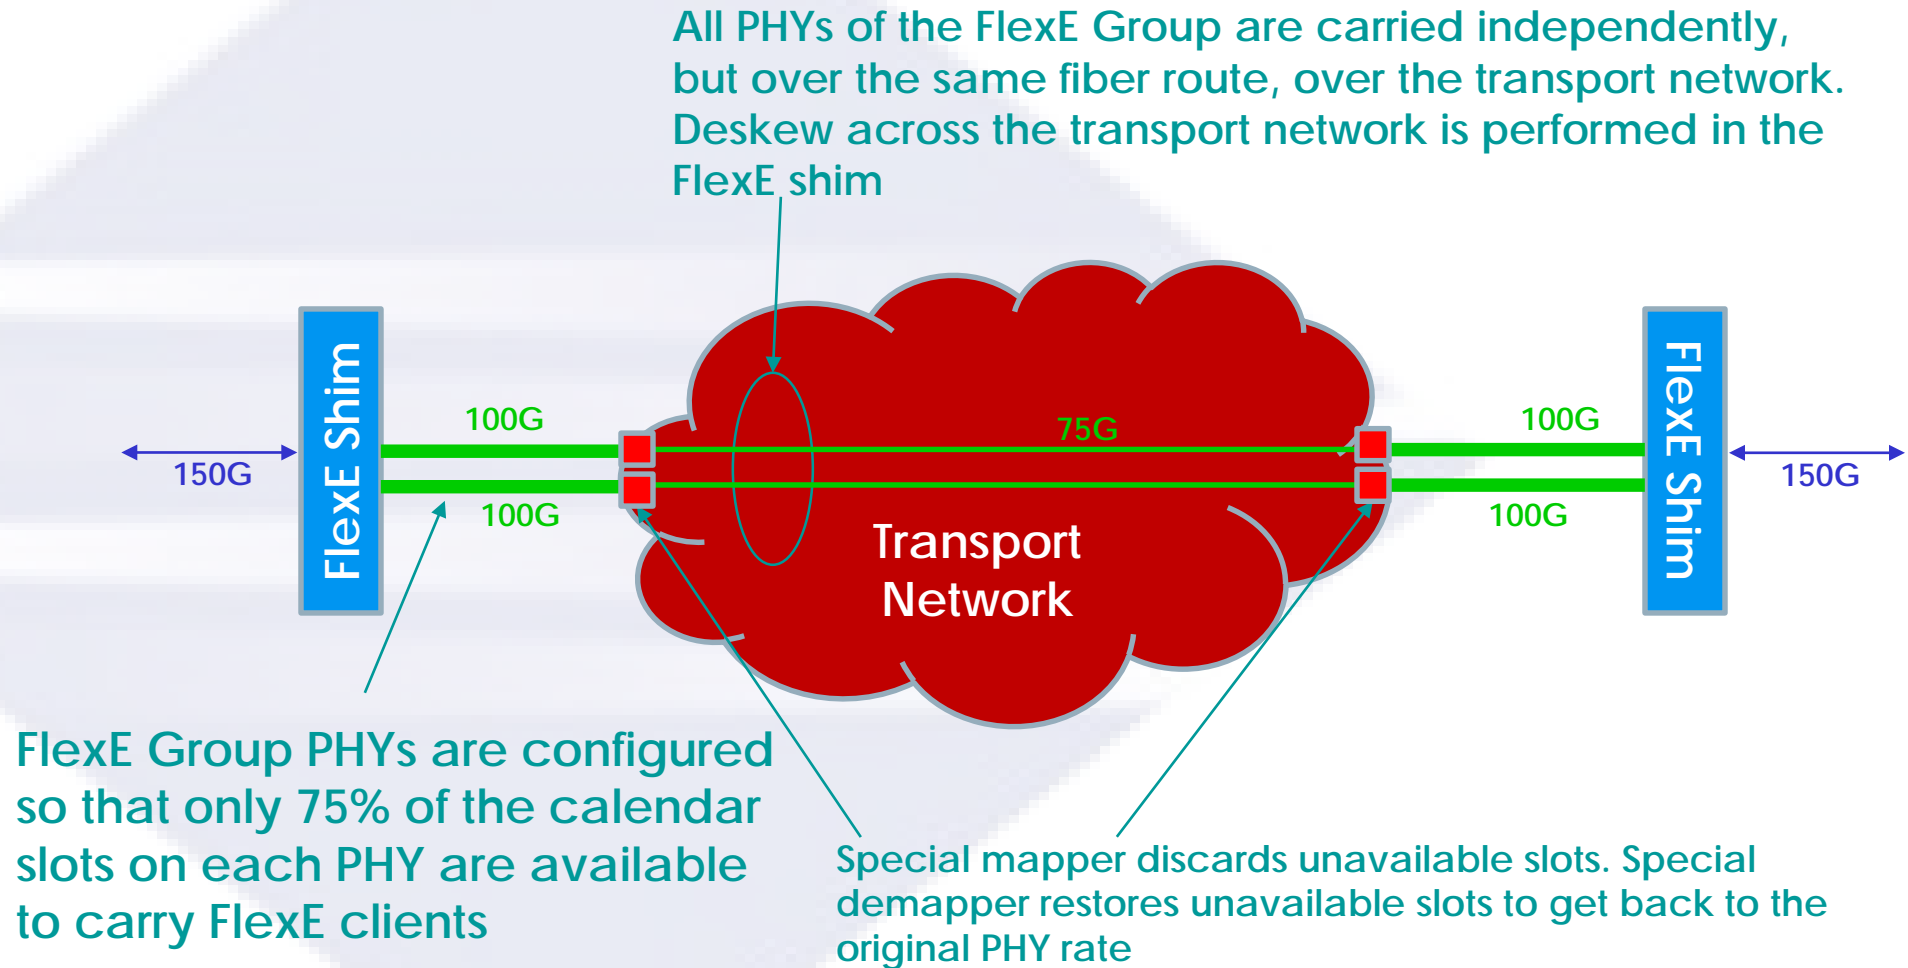 All PHYs of the FlexE Group are carried independently,
but over the same fiber route, over the transport network.
Deskew across the transport network is performed in the
FlexE shim
FlexE Shim
100G
75G
100G
FlexE Shim
150G
150G
100G
100G
Transport
Network
FlexE Group PHYs are configured
so that only 75% of the calendar
slots on each PHY are available
to carry FlexE clients
Special mapper discards unavailable slots. Special
demapper restores unavailable slots to get back to the
original PHY rate